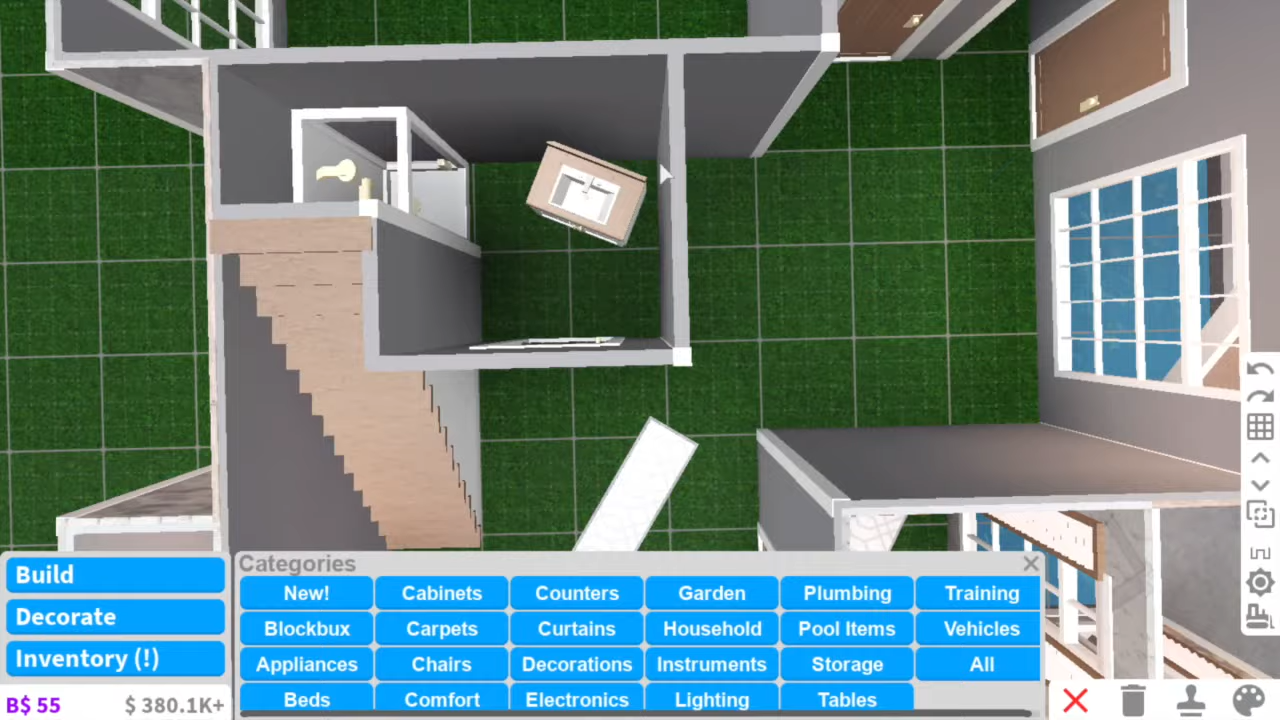 Categories
Build
Decorate
Inventory (!)
B$ 55 $ 380.1K+
New! Cabinets Counters Garden Plumbing Training
Blockbux Carpets Curtains Household Pool Items Vehicles
Appliances Chairs Decorations Instruments Storage All
Beds Comfort Electronics Lighting Tables